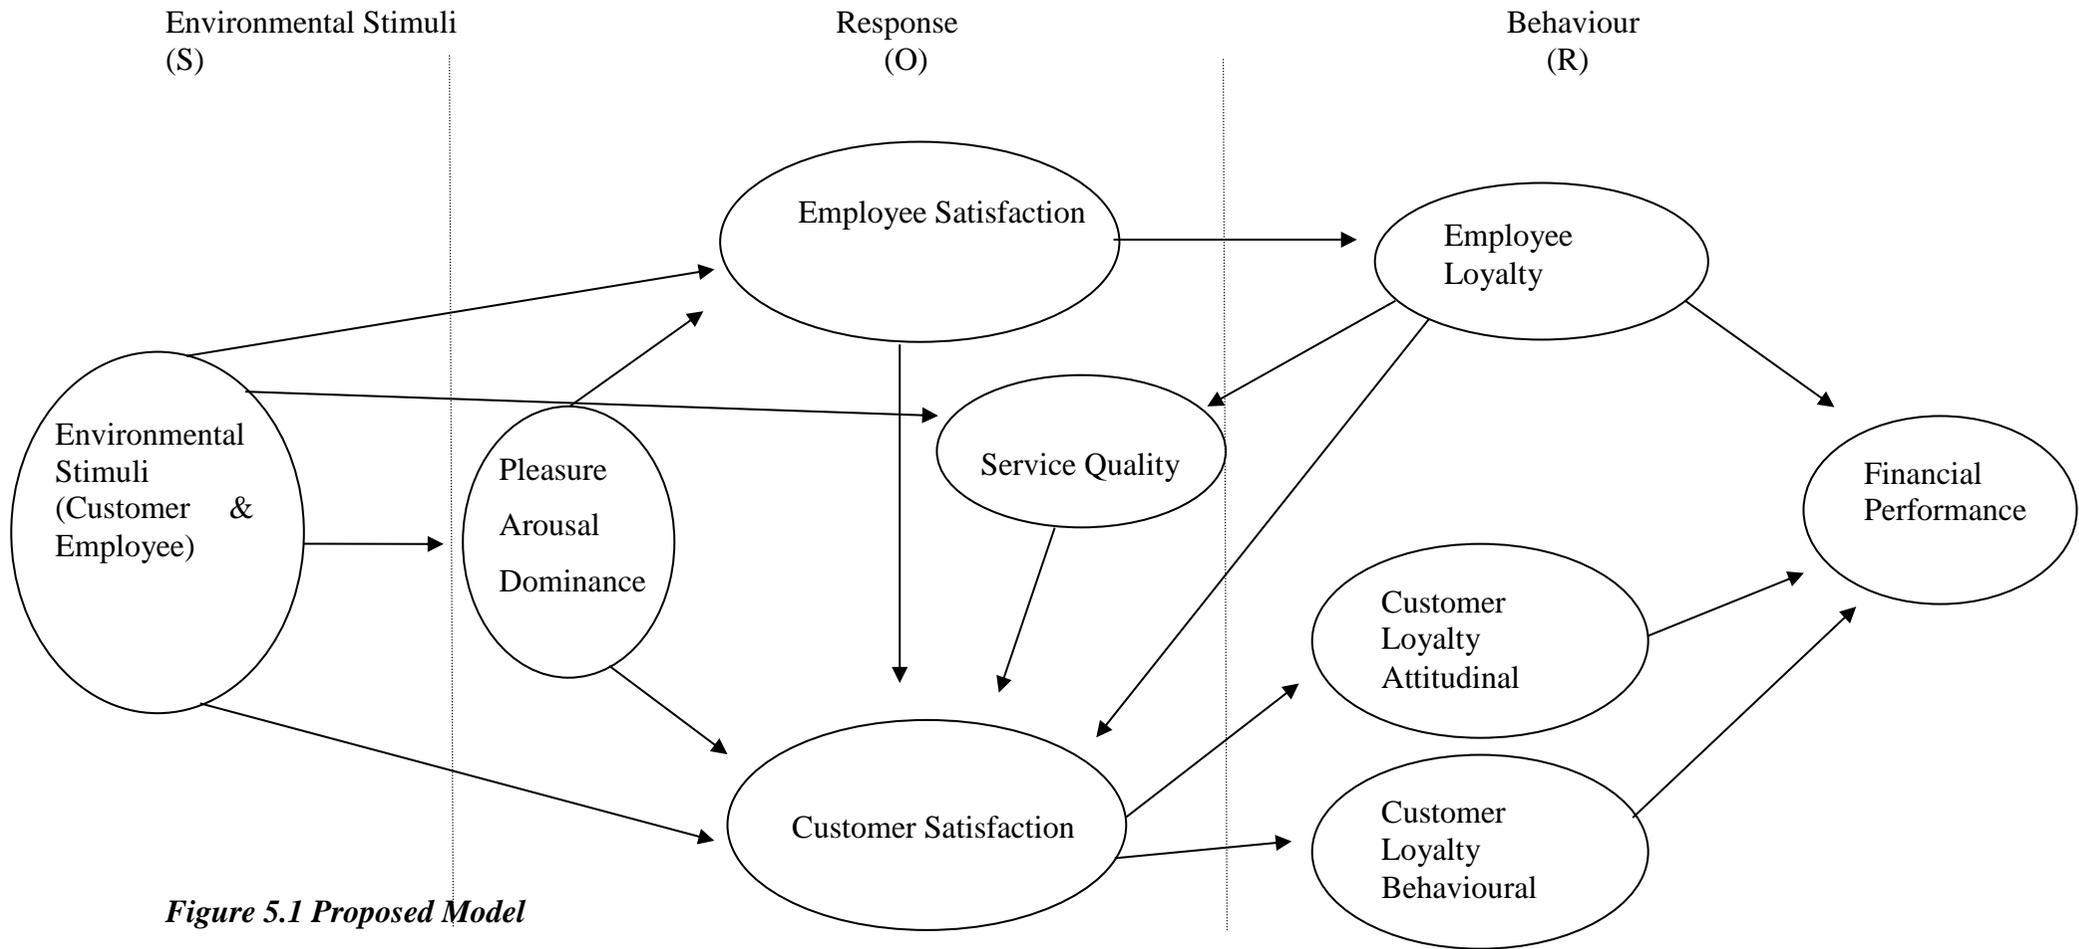 Environmental Stimuli
(S)
Response
(O)
Behaviour
(R)
Employee Satisfaction
Employee
Loyalty
Environmental
Stimuli
(Customer & 
Employee)
Pleasure
Arousal
Dominance
Service Quality
Financial
Performance
Customer
Loyalty
Attitudinal
Customer Satisfaction
Customer
Loyalty
Behavioural
Figure 5.1 Proposed Model